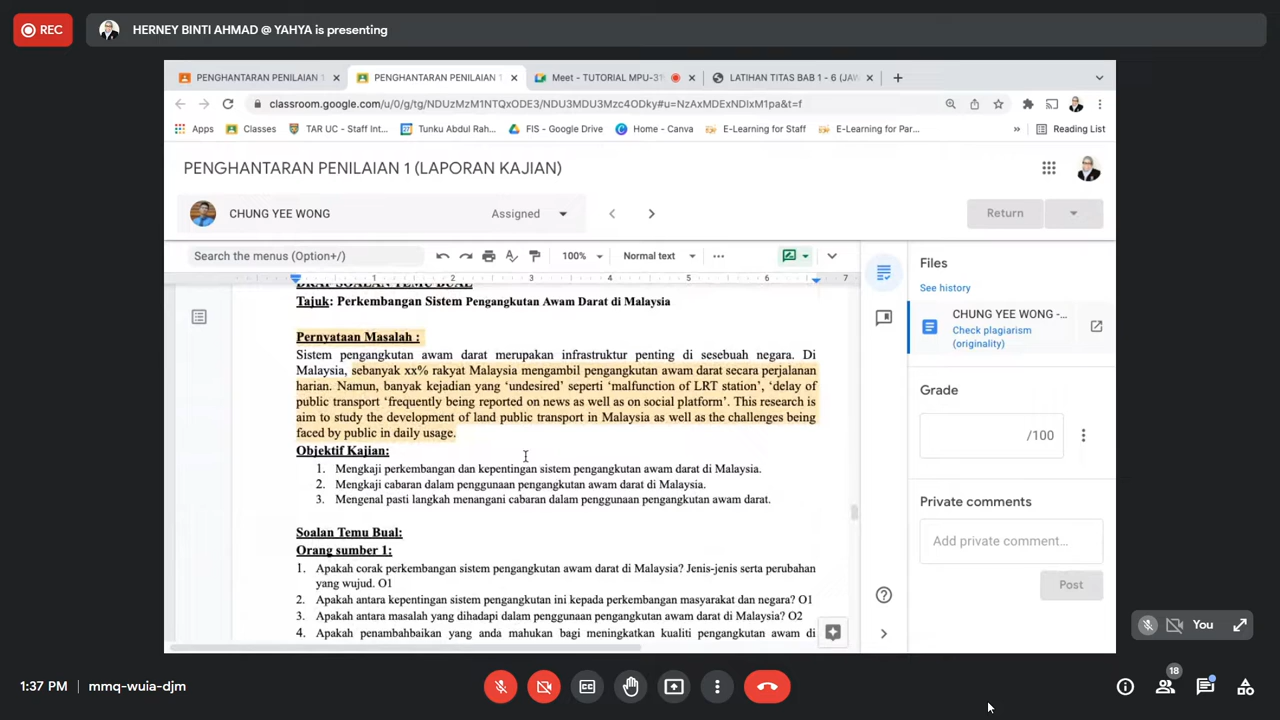 REC
HERNEY BINTI AHMAD @ YAHYA is presenting
PENGHANTARAN PENILAIAN 1
PENGHANTARAN PENILAIAN 1
Meet - TUTORIAL MPU-31
LATIHAN TITAS BAB 1 - 6 (JAW
classroom.google.com/u/0/g/tg/NDUzMzM1NTQxODE3/NDU3MDU3Mzc4ODky#u=NzAxMDExNDIxM1pa&t=f
Apps
Classes
TAR UC - Staff Int...
Tunku Abdul Rah...
FIS - Google Drive
Home - Canva
E-Learning for Staff
E-Learning for Par...
»
Reading List
PENGHANTARAN PENILAIAN 1 (LAPORAN KAJIAN)
CHUNG YEE WONG
Assigned
Return
Search the menus (Option+/)
100%
Normal text
1 2 3 4 5 6 7
DRAF SOALAN TEMU BUAL
Tajuk: Perkembangan Sistem Pengangkutan Awam Darat di Malaysia
Pernyataan Masalah :
Sistem pengangkutan awam darat merupakan infrastruktur penting di sesebuah negara. Di
Malaysia, sebanyak xx% rakyat Malaysia mengambil pengangkutan awam darat secara perjalanan
harian. Namun, banyak kejadian yang ‘undesired’ seperti ‘malfunction of LRT station’, ‘delay of
public transport ‘frequently being reported on news as well as on social platform’. This research is
aim to study the development of land public transport in Malaysia as well as the challenges being
faced by public in daily usage.
Objektif Kajian:
1. Mengkaji perkembangan dan kepentingan sistem pengangkutan awam darat di Malaysia.
2. Mengkaji cabaran dalam penggunaan pengangkutan awam darat di Malaysia.
3. Mengenal pasti langkah menangani cabaran dalam penggunaan pengangkutan awam darat.
Soalan Temu Bual:
Orang sumber 1:
1. Apakah corak perkembangan sistem pengangkutan awam darat di Malaysia? Jenis-jenis serta perubahan
yang wujud. O1
2. Apakah antara kepentingan sistem pengangkutan ini kepada perkembangan masyarakat dan negara? O1
3. Apakah antara masalah yang dihadapi dalam penggunaan pengangkutan awam darat di Malaysia? O2
4. Apakah penambahbaikan yang anda mahukan bagi meningkatkan kualiti pengangkutan awam di
Files
See history
CHUNG YEE WONG -...
Check plagiarism
(originality)
Grade
/100
Private comments
Add private comment...
Post
You
1:37 PM
mmq-wuia-djm
18